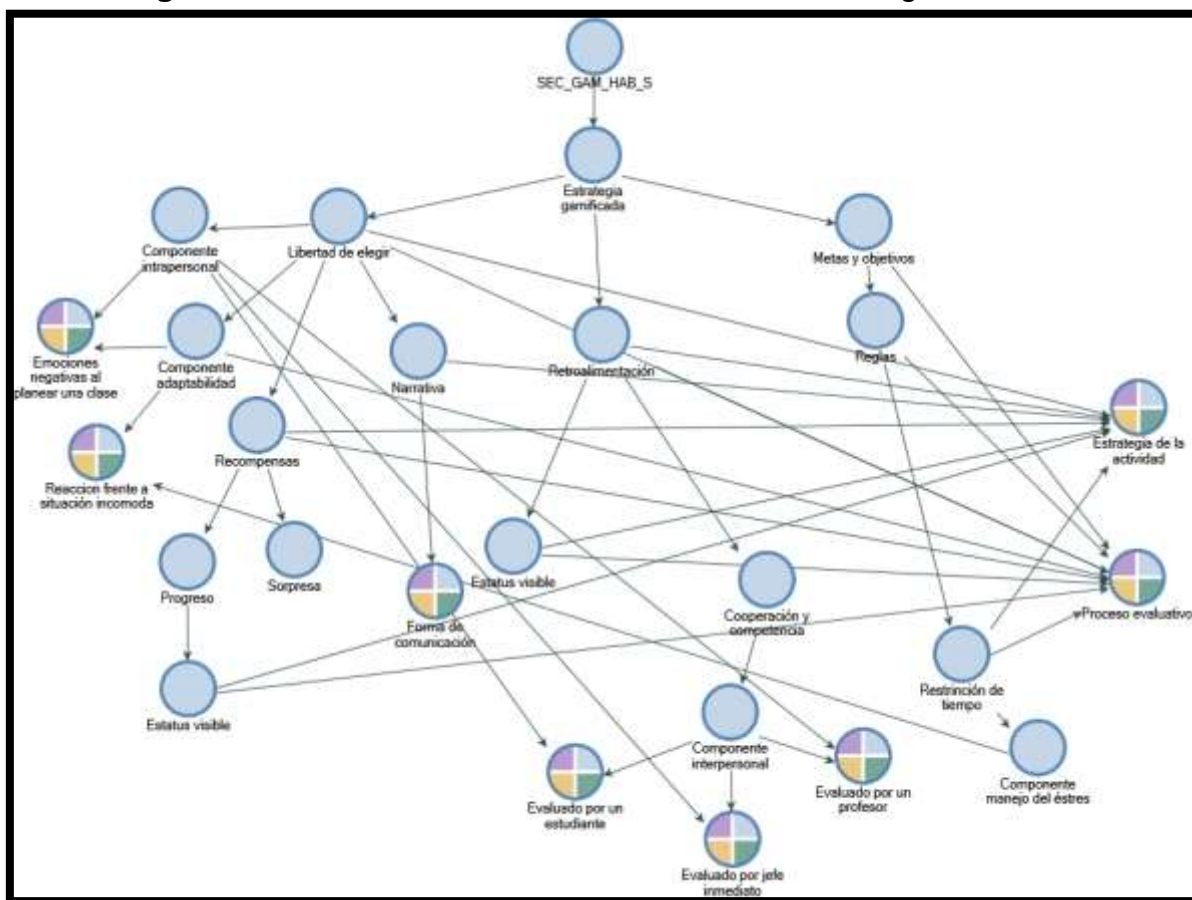 SEC_GAM_HAB_S
Estrategia
gamificada
Componente
intrapersonal
Libertad de elegir
Metas y objetivos
Emociones
negativas al
planear una clase
Componente
adaptabilidad
Narrativa
Retroalimentación
Reglas
Recompensas
Reaccion frente a
situación incomoda
Estrategia de la
actividad
Progreso
Sorpresa
Forma de
comunicación
Estatus visible
Cooperación y
competencia
Proceso evaluativo
Estatus visible
Restrinción de
tiempo
Componente
interpersonal
Evaluado por un
estudiante
Evaluado por un
profesor
Componente
manejo del éstres
Evaluado por jefe
inmediato